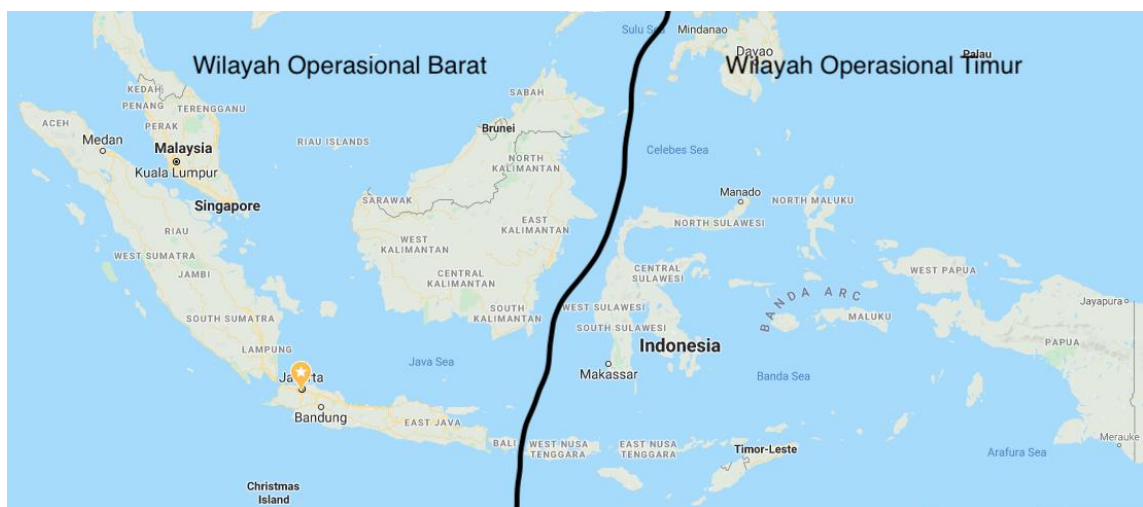 Sulu Sea
Mindanao
Davao
Palau
Wilayah Operasional Barat
Wilayah Operasional Timur
KEDAH
PENANG
TERENGGANU
SABAH
ACEH
PERAK
Brunei
Medan
Malaysia
RIAU ISLANDS
Celebes Sea
Kuala Lumpur
NORTH
KALIMANTAN
Manado
SARAWAK
NORTH MALUKU
Singapore
NORTH SULAWESI
RIAU
EAST
KALIMANTAN
WEST
KALIMANTAN
WEST SUMATRA
JAMBI
CENTRAL
KALIMANTAN
CENTRAL
SULAWESI
WEST PAPUA
BANDA ARC
Jayapura
SOUTH SUMATRA
SOUTH
KALIMANTAN
WEST SULAWESI
SOUTH SULAWESI
MALUKU
Indonesia
PAPUA
LAMPUNG
Java Sea
Jakarta
Makassar
Banda Sea
Bandung
EAST JAVA
BALI
WEST NUSA
TENGGARA
EAST NUSA
TENGGARA
Timor-Leste
Merauke
Arafura Sea
Christmas
Island